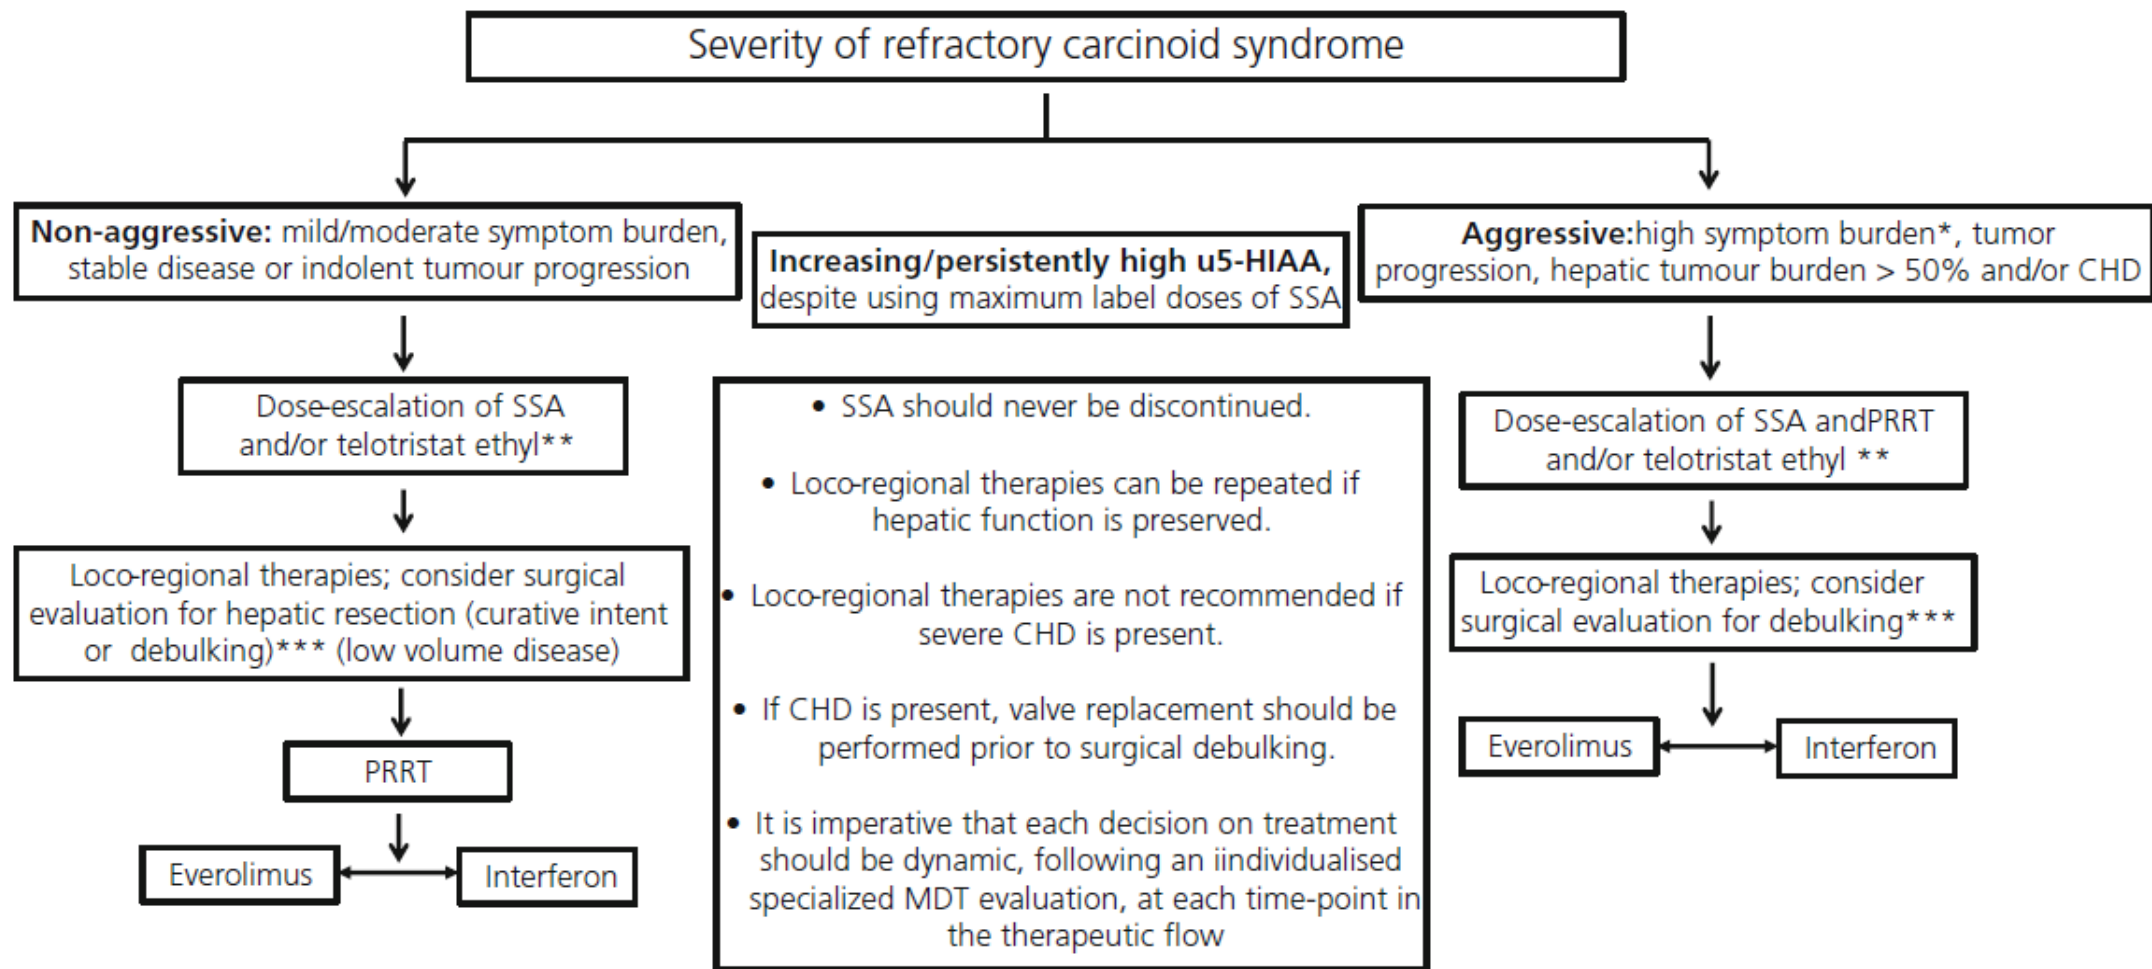 Severity of refractory carcinoid syndrome
Non-aggressive: mild/moderate symptom burden,
stable disease or indolent tumour progression
Increasing/persistently high u5-HIAA,
despite using maximum label doses of SSA
Aggressive:high symptom burden*, tumor
progression, hepatic tumour burden > 50% and/or CHD
Dose-escalation of SSA
and/or telotristat ethyl**
Loco-regional therapies; consider surgical
evaluation for hepatic resection (curative intent
or debulking)*** (low volume disease)
PRRT
Everolimus
Interferon
• SSA should never be discontinued.
• Loco-regional therapies can be repeated if
hepatic function is preserved.
• Loco-regional therapies are not recommended if
severe CHD is present.
• If CHD is present, valve replacement should be
performed prior to surgical debulking.
• It is imperative that each decision on treatment
should be dynamic, following an iindividualised
specialized MDT evaluation, at each time-point in
the therapeutic flow
Dose-escalation of SSA andPRRT
and/or telotristat ethyl **
Loco-regional therapies; consider
surgical evaluation for debulking***
Everolimus
Interferon